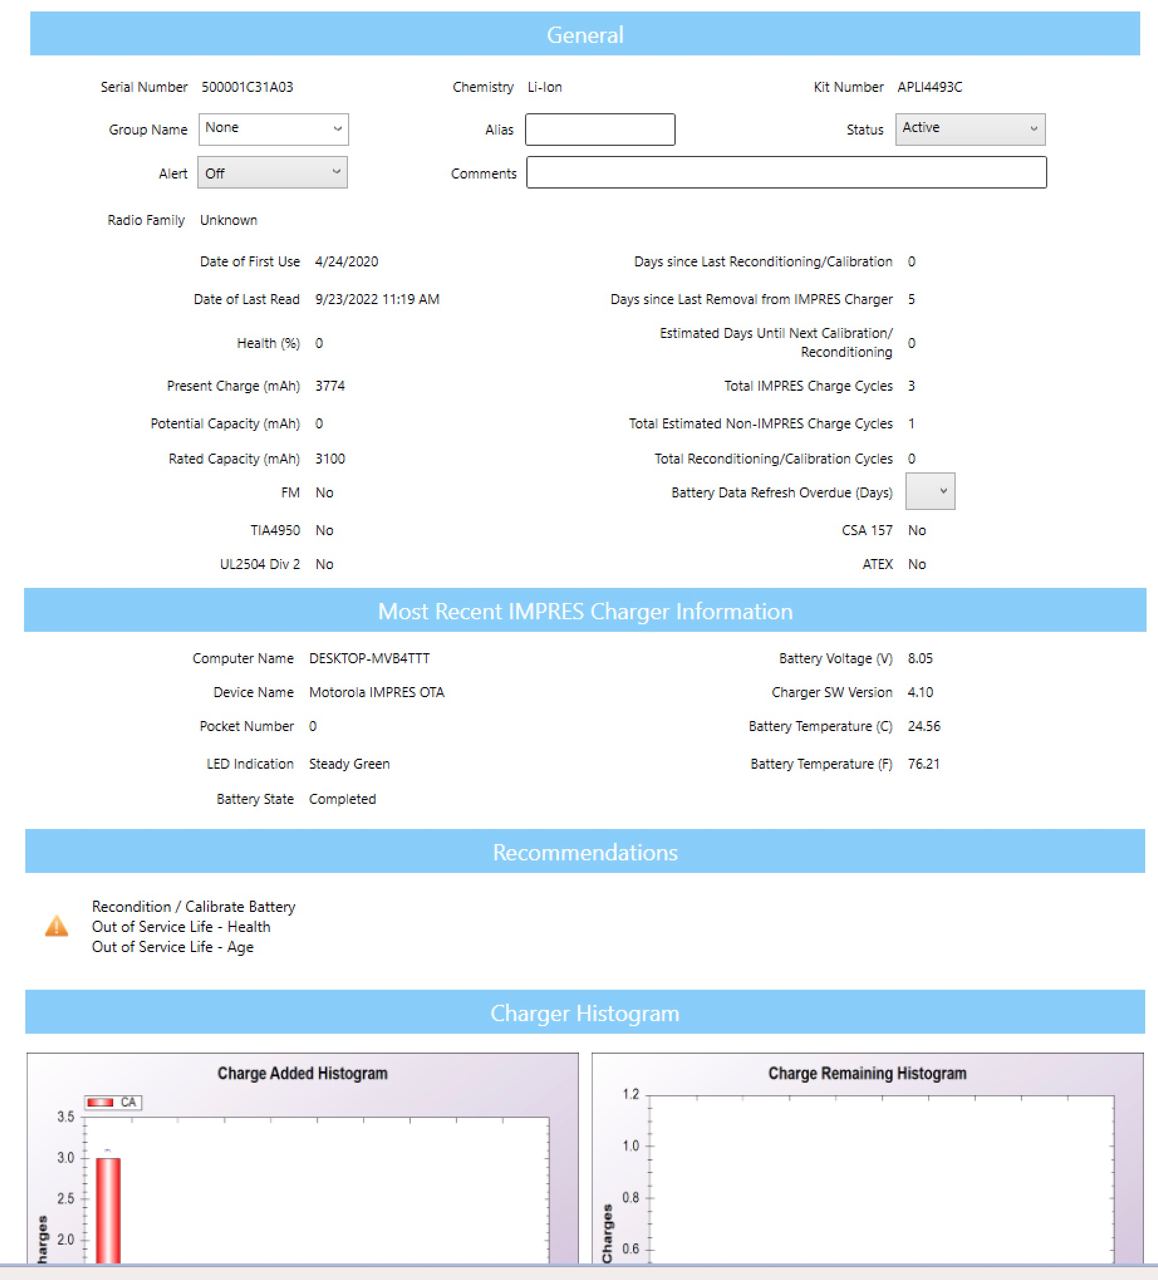 General
Serial Number 500001C31A03 Chemistry Li-Ion Kit Number APLI4493C
Group Name None Alias Status Active
Alert Off Comments
Radio Family Unknown
Date of First Use 4/24/2020 Days since Last Reconditioning/Calibration 0
Date of Last Read 9/23/2022 11:19 AM Days since Last Removal from IMPRES Charger 5
Health (%) 0 Estimated Days Until Next Calibration/
Reconditioning 0
Present Charge (mAh) 3774 Total IMPRES Charge Cycles 3
Potential Capacity (mAh) 0 Total Estimated Non-IMPRES Charge Cycles 1
Rated Capacity (mAh) 3100 Total Reconditioning/Calibration Cycles 0
FM No Battery Data Refresh Overdue (Days)
TIA4950 No CSA 157 No
UL2504 Div 2 No ATEX No
Most Recent IMPRES Charger Information
Computer Name DESKTOP-MVB4TTT Battery Voltage (V) 8.05
Device Name Motorola IMPRES OTA Charger SW Version 4.10
Pocket Number 0 Battery Temperature (C) 24.56
LED Indication Steady Green Battery Temperature (F) 76.21
Battery State Completed
Recommendations
Recondition / Calibrate Battery
Out of Service Life - Health
Out of Service Life - Age
Charger Histogram
Charge Added Histogram
CA
3.5
3.0
2.5
2.0
harges
Charge Remaining Histogram
1.2
1.0
0.8
0.6
Charges